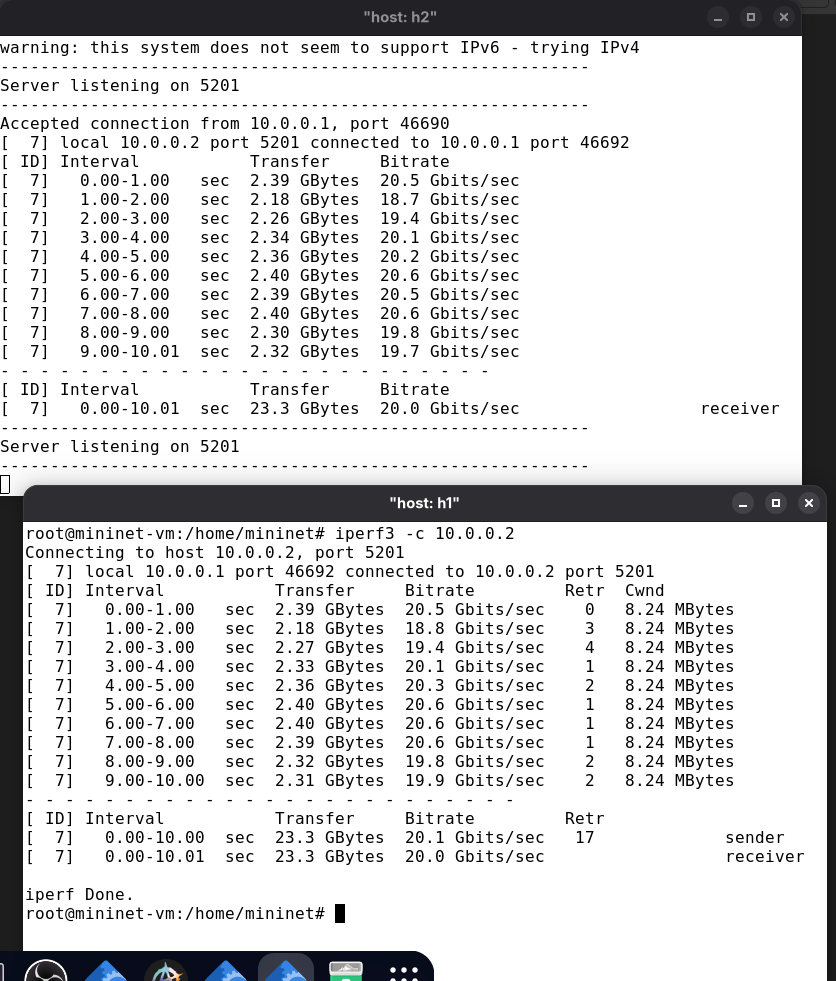 "host: h2"
warning: this system does not seem to support IPv6 - trying IPv4
-----------------------------------------------------------
Server listening on 5201
-----------------------------------------------------------
Accepted connection from 10.0.0.1, port 46690
[  7] local 10.0.0.2 port 5201 connected to 10.0.0.1 port 46692
[ ID] Interval           Transfer     Bitrate
[  7]   0.00-1.00   sec  2.39 GBytes  20.5 Gbits/sec
[  7]   1.00-2.00   sec  2.18 GBytes  18.7 Gbits/sec
[  7]   2.00-3.00   sec  2.26 GBytes  19.4 Gbits/sec
[  7]   3.00-4.00   sec  2.34 GBytes  20.1 Gbits/sec
[  7]   4.00-5.00   sec  2.36 GBytes  20.2 Gbits/sec
[  7]   5.00-6.00   sec  2.40 GBytes  20.6 Gbits/sec
[  7]   6.00-7.00   sec  2.39 GBytes  20.5 Gbits/sec
[  7]   7.00-8.00   sec  2.40 GBytes  20.6 Gbits/sec
[  7]   8.00-9.00   sec  2.30 GBytes  19.8 Gbits/sec
[  7]   9.00-10.01  sec  2.32 GBytes  19.7 Gbits/sec
- - - - - - - - - - - - - - - - - - - - - - - - -
[ ID] Interval           Transfer     Bitrate
[  7]   0.00-10.01  sec  23.3 GBytes  20.0 Gbits/sec                  receiver
-----------------------------------------------------------
Server listening on 5201
-----------------------------------------------------------
"host: h1"
root@mininet-vm:/home/mininet# iperf3 -c 10.0.0.2
Connecting to host 10.0.0.2, port 5201
[  7] local 10.0.0.1 port 46692 connected to 10.0.0.2 port 5201
[ ID] Interval           Transfer     Bitrate         Retr  Cwnd
[  7]   0.00-1.00   sec  2.39 GBytes  20.5 Gbits/sec    0   8.24 MBytes
[  7]   1.00-2.00   sec  2.18 GBytes  18.8 Gbits/sec    3   8.24 MBytes
[  7]   2.00-3.00   sec  2.27 GBytes  19.4 Gbits/sec    4   8.24 MBytes
[  7]   3.00-4.00   sec  2.33 GBytes  20.1 Gbits/sec    1   8.24 MBytes
[  7]   4.00-5.00   sec  2.36 GBytes  20.3 Gbits/sec    2   8.24 MBytes
[  7]   5.00-6.00   sec  2.40 GBytes  20.6 Gbits/sec    1   8.24 MBytes
[  7]   6.00-7.00   sec  2.40 GBytes  20.6 Gbits/sec    1   8.24 MBytes
[  7]   7.00-8.00   sec  2.39 GBytes  20.6 Gbits/sec    1   8.24 MBytes
[  7]   8.00-9.00   sec  2.32 GBytes  19.8 Gbits/sec    2   8.24 MBytes
[  7]   9.00-10.00  sec  2.31 GBytes  19.9 Gbits/sec    2   8.24 MBytes
- - - - - - - - - - - - - - - - - - - - - - - - -
[ ID] Interval           Transfer     Bitrate         Retr
[  7]   0.00-10.00  sec  23.3 GBytes  20.1 Gbits/sec   17             sender
[  7]   0.00-10.01  sec  23.3 GBytes  20.0 Gbits/sec                  receiver
iperf Done.
root@mininet-vm:/home/mininet#